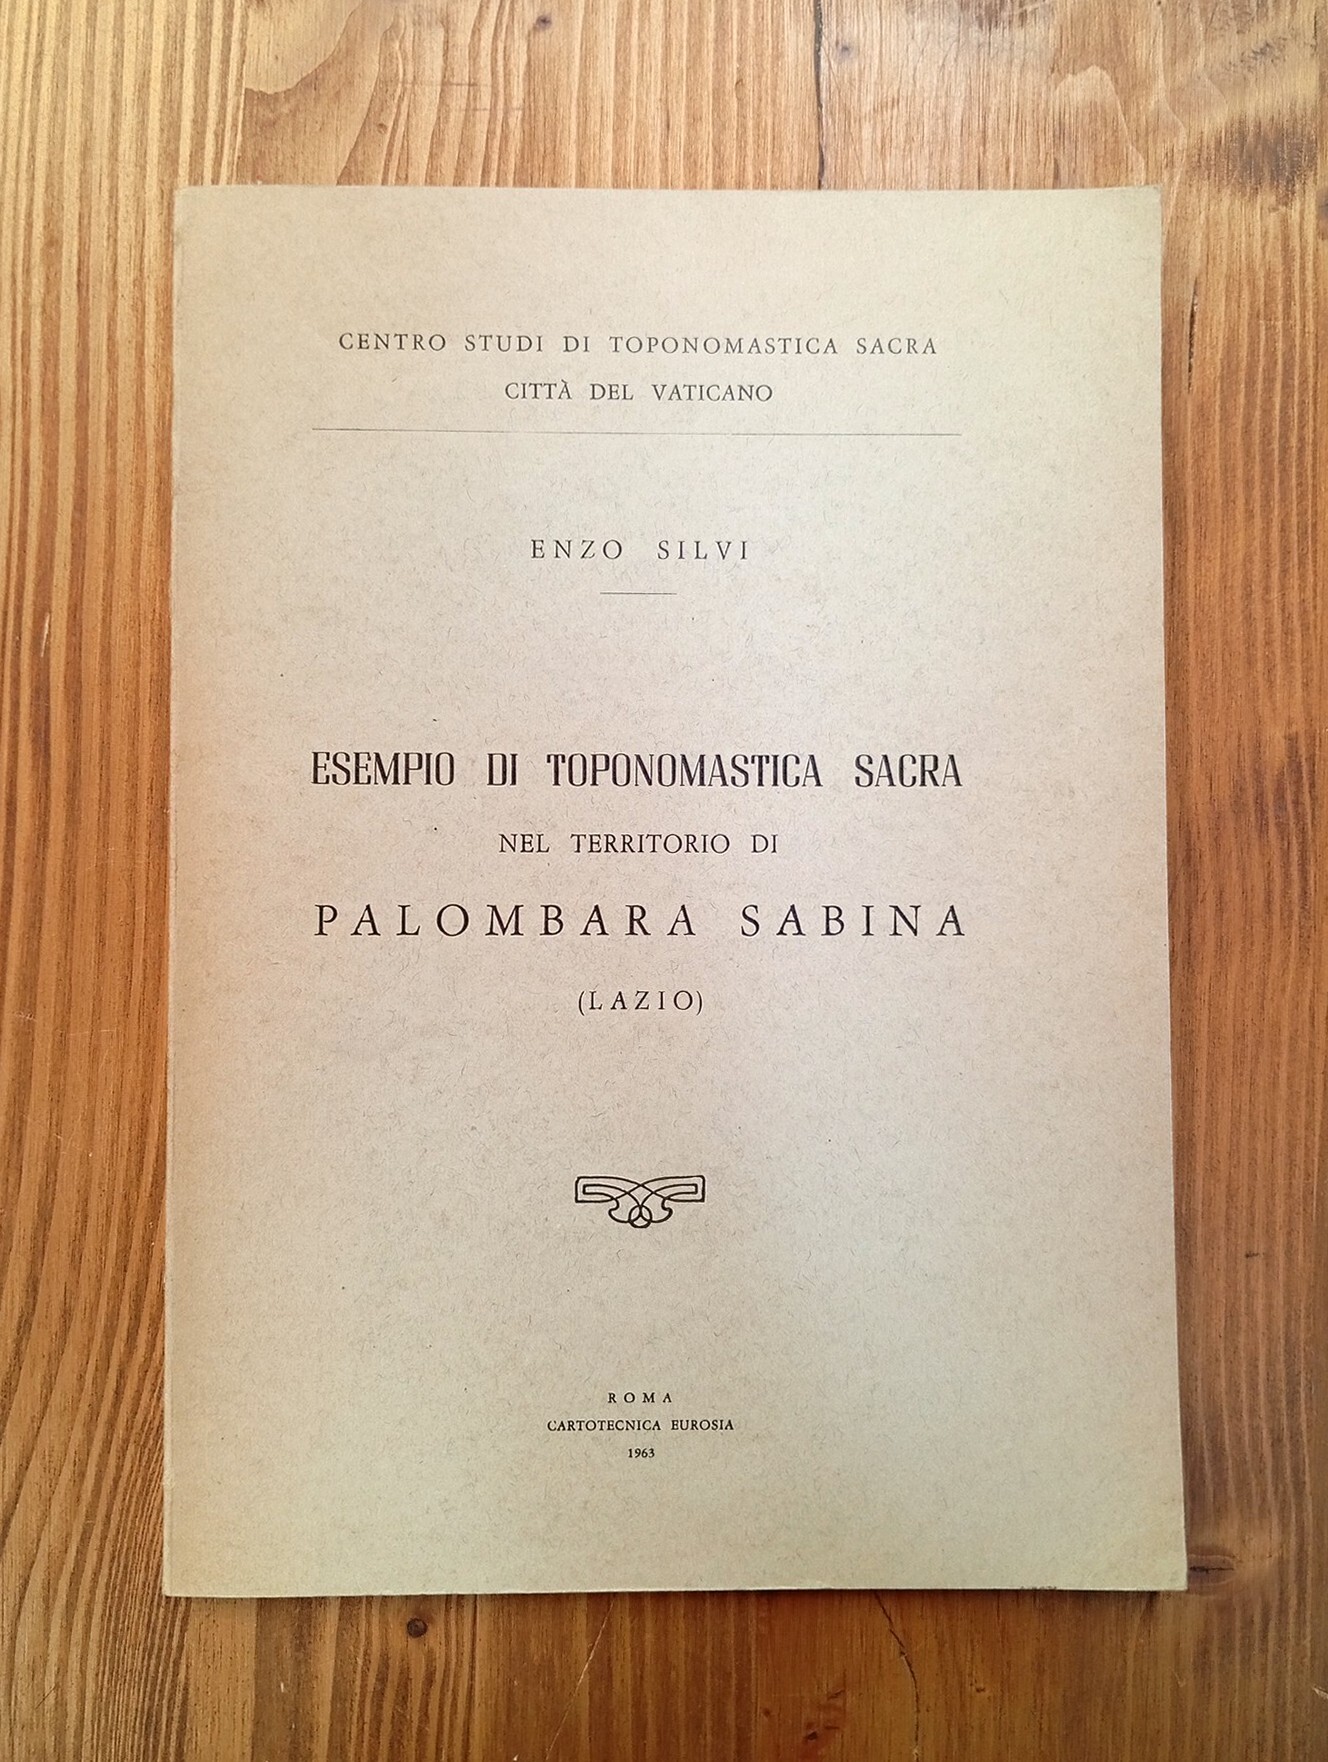 CENTRO STUDI DI TOPONOMASTICA SACRA
CITTÀ DEL VATICANO
ENZO SILVI
ESEMPIO DI TOPONOMASTICA SACRA
NEL TERRITORIO DI
PALOMBARA SABINA
(LAZIO)
ROMA
CARTOTECNICA EUROSIA
1963